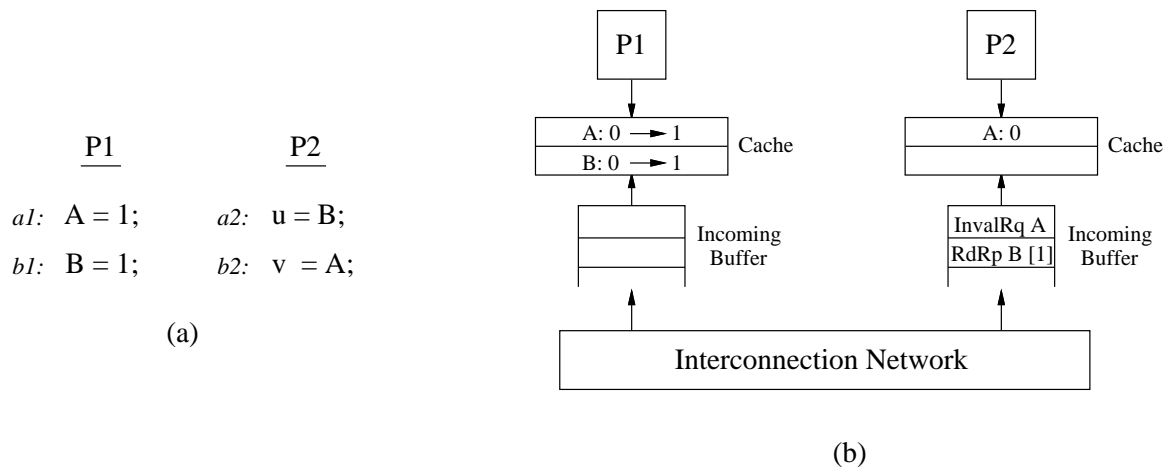 P1 P2
a1: A = 1; a2: u = B;
b1: B = 1; b2: v = A;
(a)
P1 P2
A: 0 → 1 Cache A: 0 Cache
B: 0 → 1
Incoming Buffer InvalRq A Incoming Buffer
RdRp B [1]
Interconnection Network
(b)